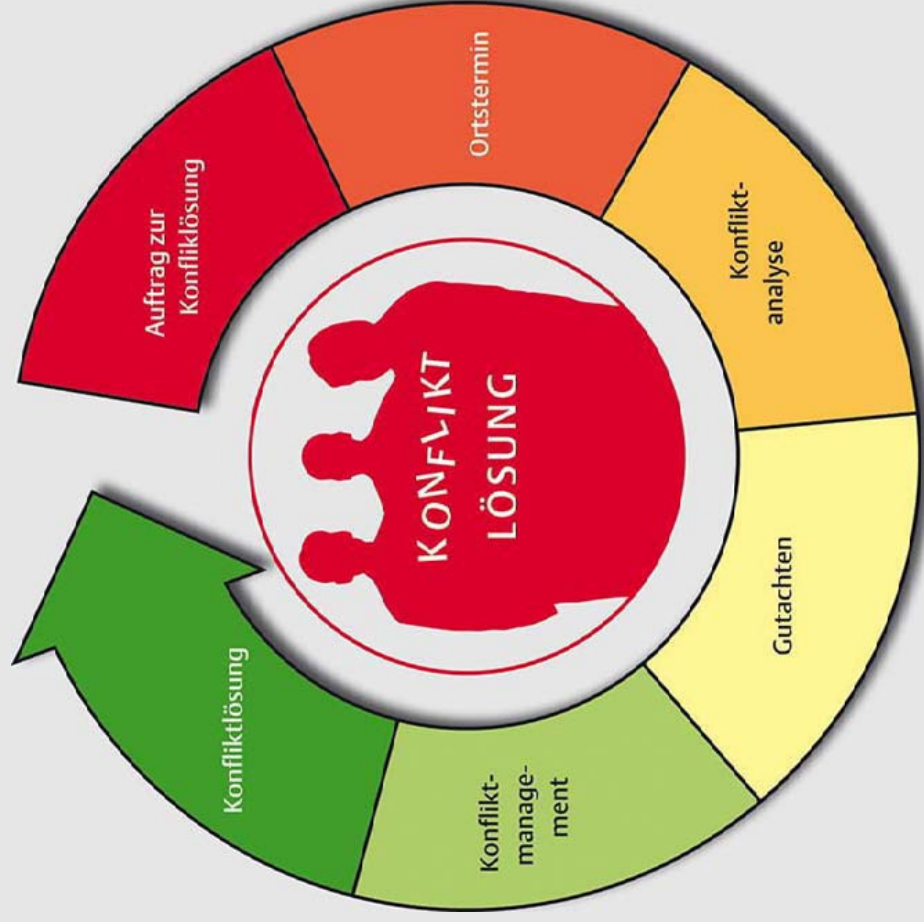 Auftrag zur
Konfliklösung
Ortstermin
Konflikt-
analyse
Gutachten
Konflikt-
manage-
ment
Konfliktlösung
KONFLIKT
LÖSUNG